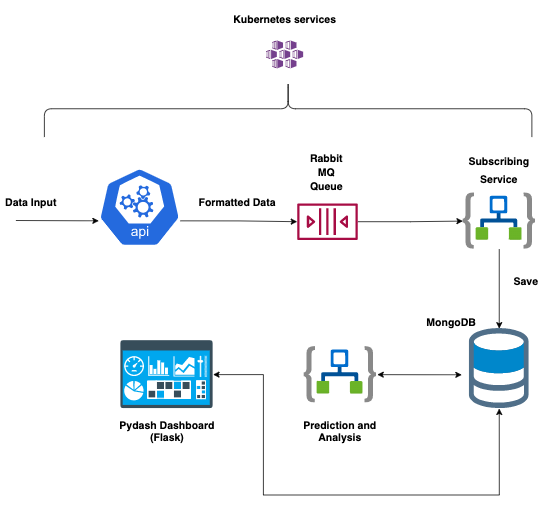 Kubernetes services
Data Input
api
Formatted Data
Rabbit
MQ
Queue
Subscribing
Service
Save
MongoDB
Pydash Dashboard
(Flask)
Prediction and
Analysis